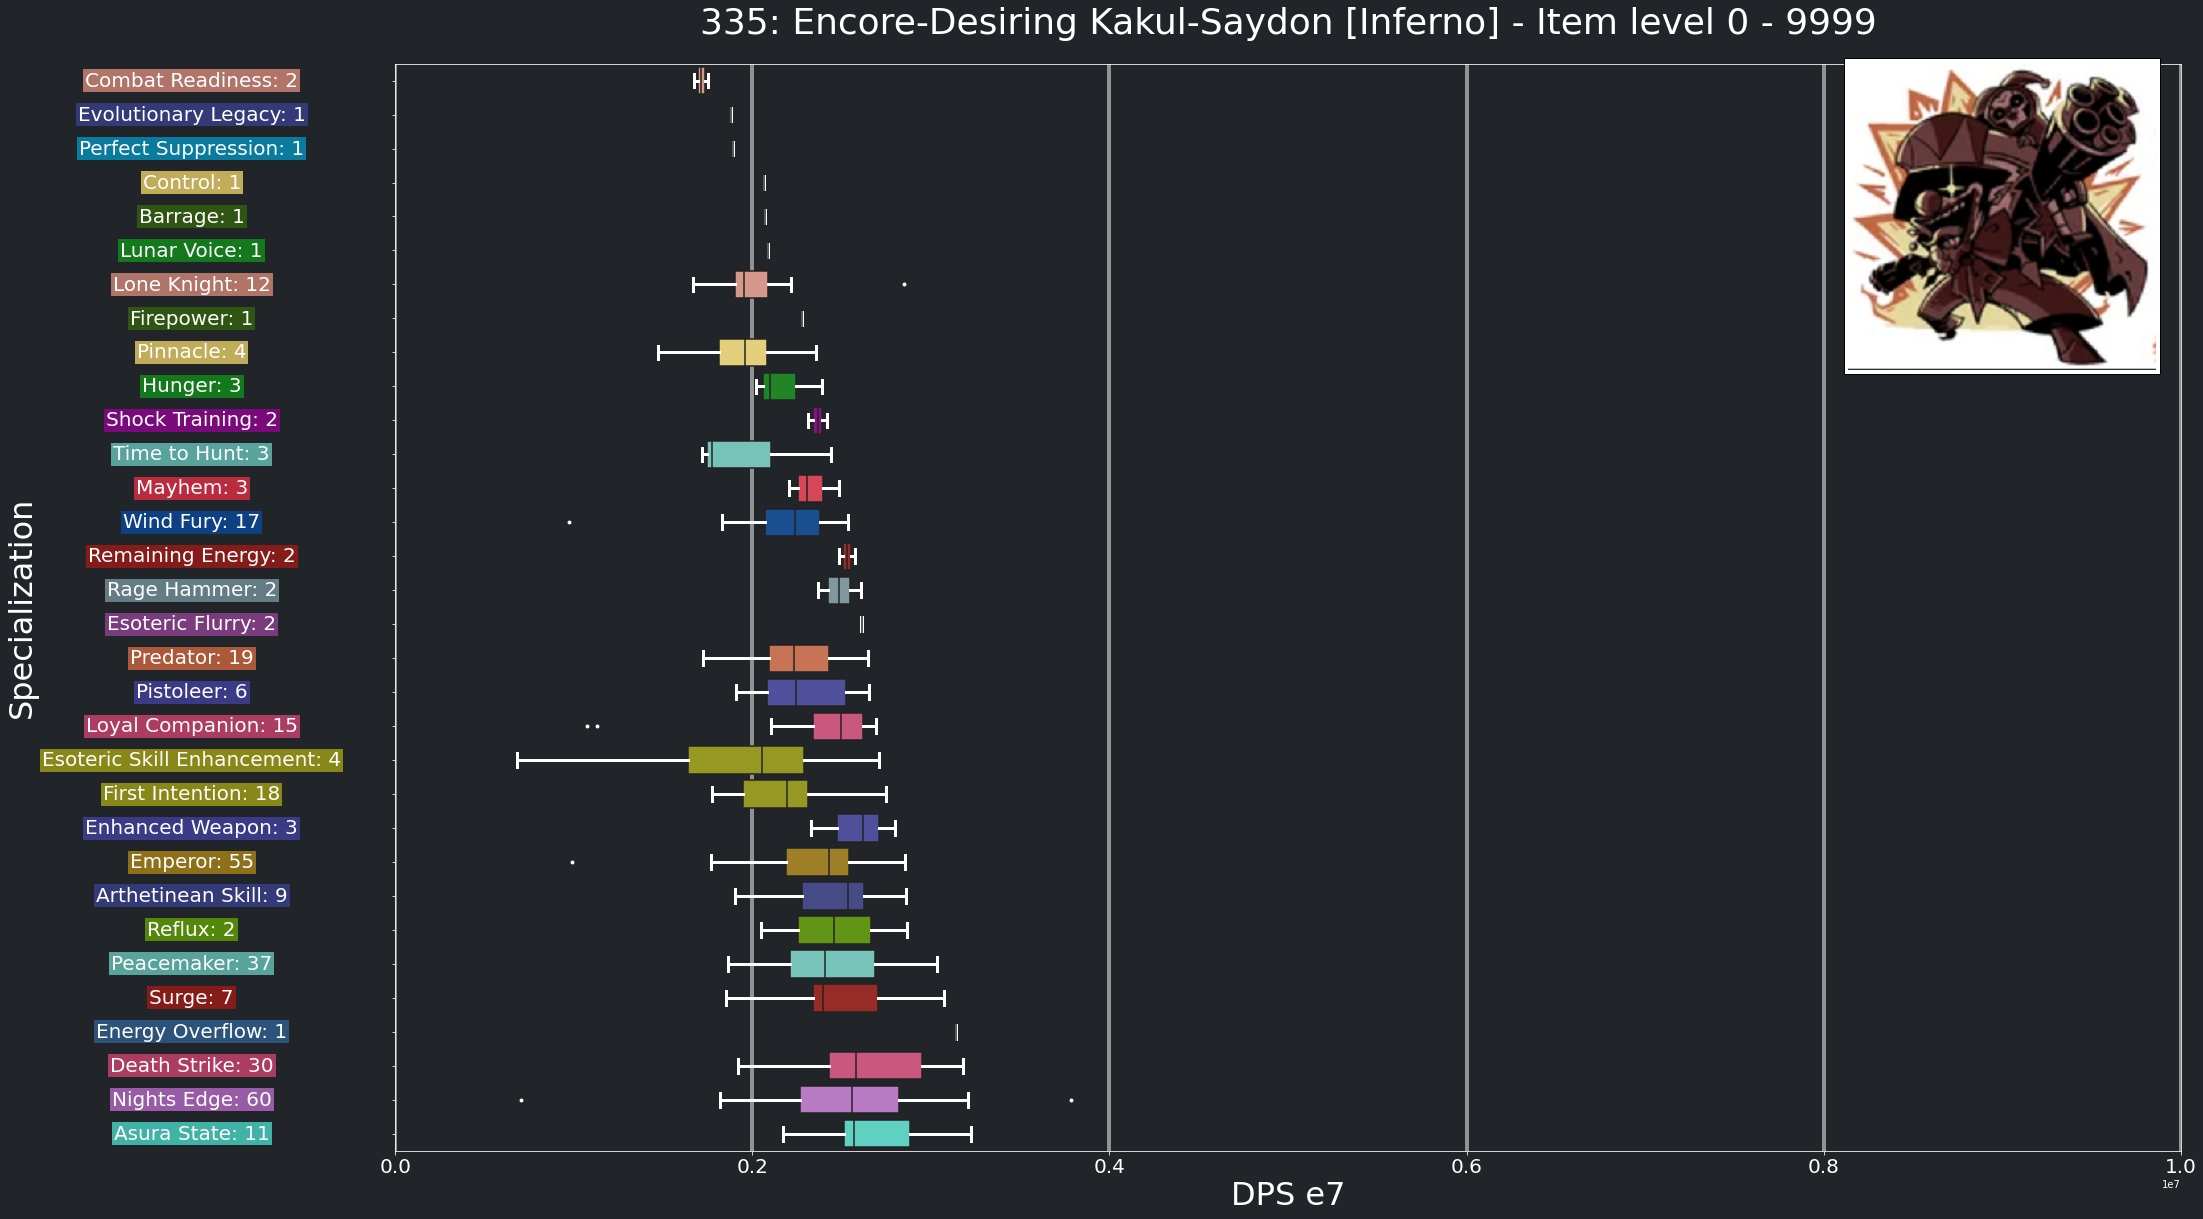 335: Encore-Desiring Kakul-Saydon [Inferno] - Item level 0 - 9999
Specialization
Combat Readiness: 2
Evolutionary Legacy: 1
Perfect Suppression: 1
Control: 1
Barrage: 1
Lunar Voice: 1
Lone Knight: 12
Firepower: 1
Pinnacle: 4
Hunger: 3
Shock Training: 2
Time to Hunt: 3
Mayhem: 3
Wind Fury: 17
Remaining Energy: 2
Rage Hammer: 2
Esoteric Flurry: 2
Predator: 19
Pistoleer: 6
Loyal Companion: 15
Esoteric Skill Enhancement: 4
First Intention: 18
Enhanced Weapon: 3
Emperor: 55
Arthetinean Skill: 9
Reflux: 2
Peacemaker: 37
Surge: 7
Energy Overflow: 1
Death Strike: 30
Nights Edge: 60
Asura State: 11
0.0 0.2 0.4 0.6 0.8 1.0
1e7
DPS e7